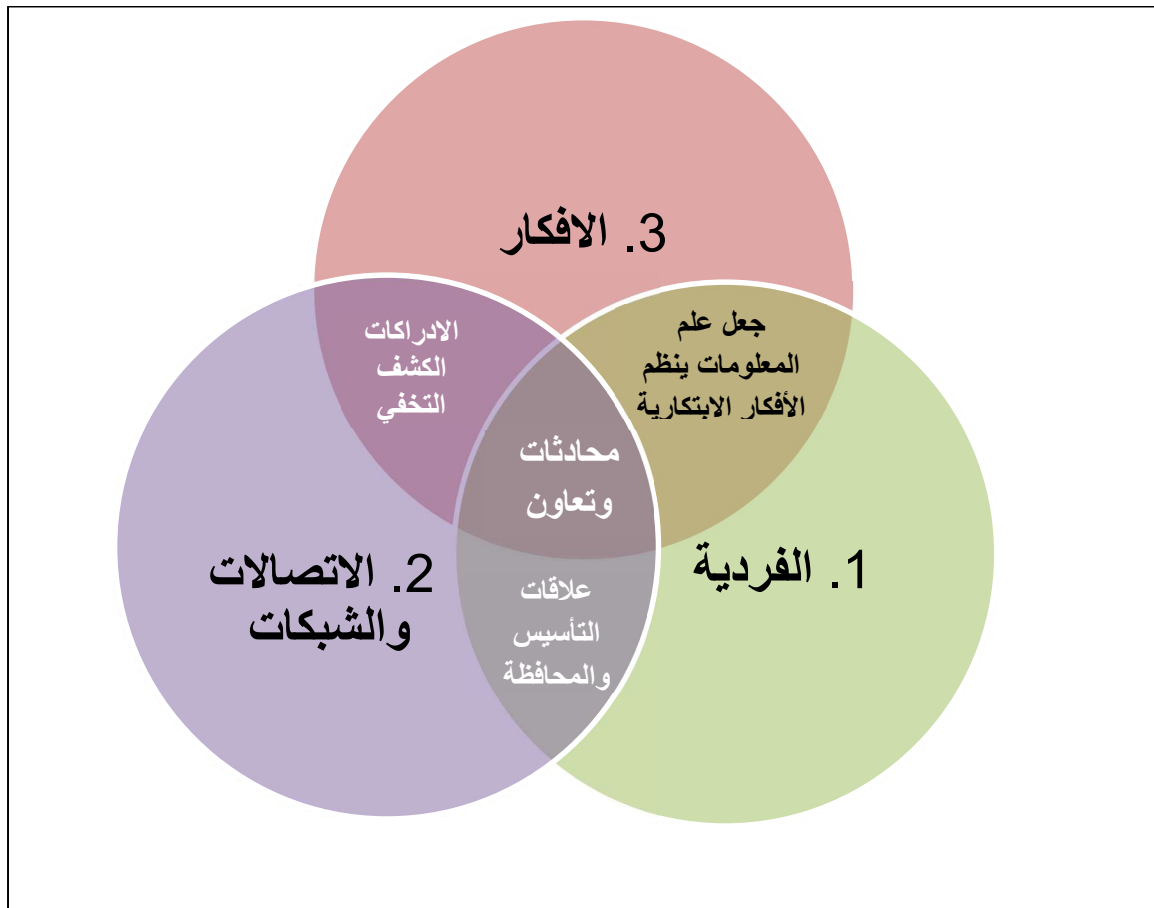 3. الافكار
الادراكات
الكشف
التخفي
جعل علم
المعلومات ينظم
الأفكار الابتكارية
محادثات
وتعاون
2. الاتصالات
والشبكات
علاقات
التأسيس
والمحافظة
1. الفردية